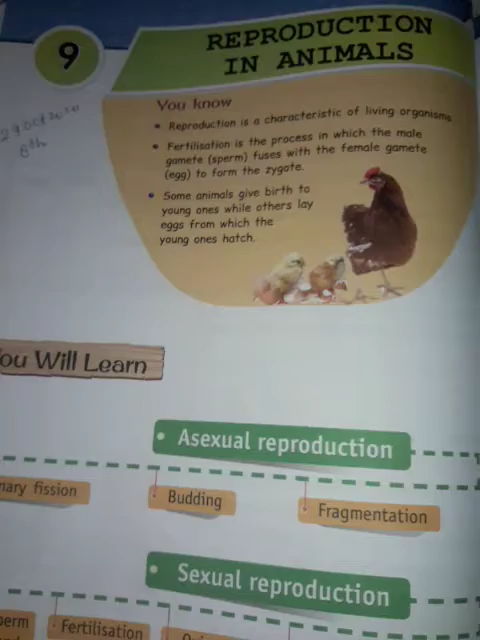 9
REPRODUCTION
IN ANIMALS
You know
• Reproduction is a characteristic of living organisms
• Fertilisation is the process in which the male
gamete (sperm) fuses with the female gamete
(egg) to form the zygote.
• Some animals give birth to
young ones while others lay
eggs from which the
young ones hatch.
8th
ou Will Learn
Asexual reproduction
nary fission
Budding
Fragmentation
Sexual reproduction
perm
Fertilisation